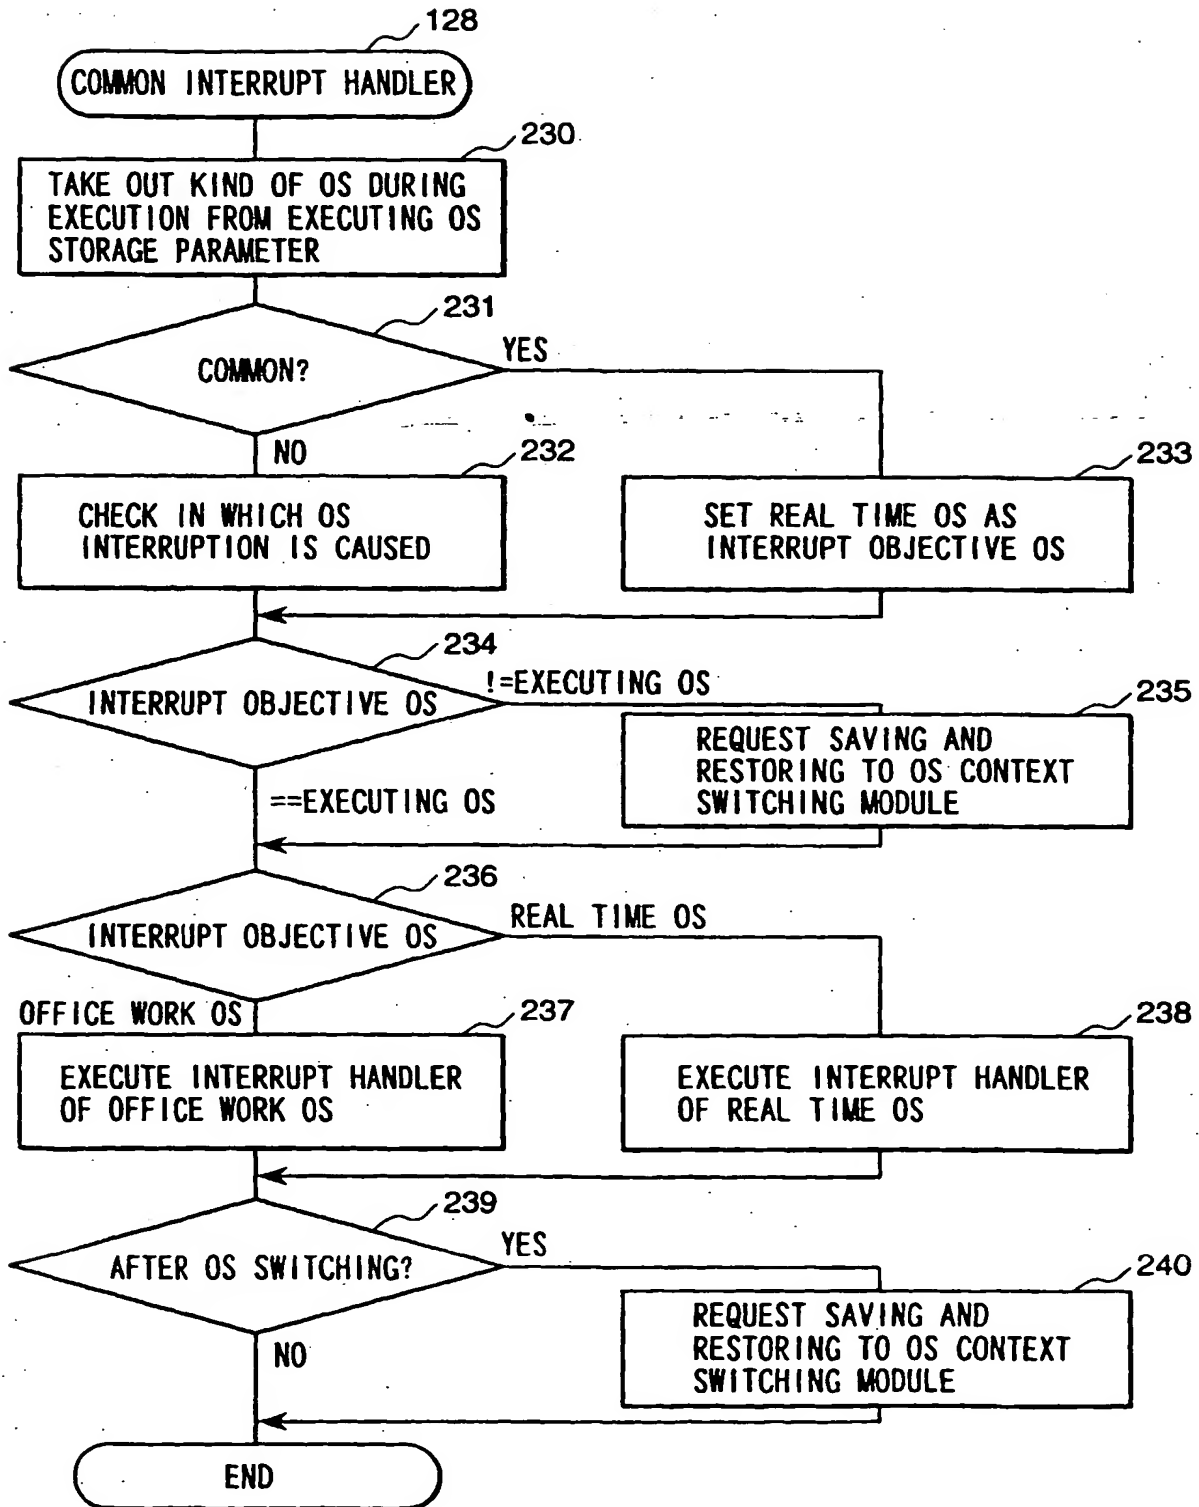 128
COMMON INTERRUPT HANDLER
230
TAKE OUT KIND OF OS DURING
EXECUTION FROM EXECUTING OS
STORAGE PARAMETER
231
COMMON?
YES
NO
232
CHECK IN WHICH OS
INTERRUPTION IS CAUSED
233
SET REAL TIME OS AS
INTERRUPT OBJECTIVE OS
234
INTERRUPT OBJECTIVE OS
!=EXECUTING OS
235
REQUEST SAVING AND
RESTORING TO OS CONTEXT
SWITCHING MODULE
==EXECUTING OS
236
INTERRUPT OBJECTIVE OS
REAL TIME OS
OFFICE WORK OS
237
EXECUTE INTERRUPT HANDLER
OF OFFICE WORK OS
238
EXECUTE INTERRUPT HANDLER
OF REAL TIME OS
239
AFTER OS SWITCHING?
YES
240
REQUEST SAVING AND
RESTORING TO OS CONTEXT
SWITCHING MODULE
NO
END